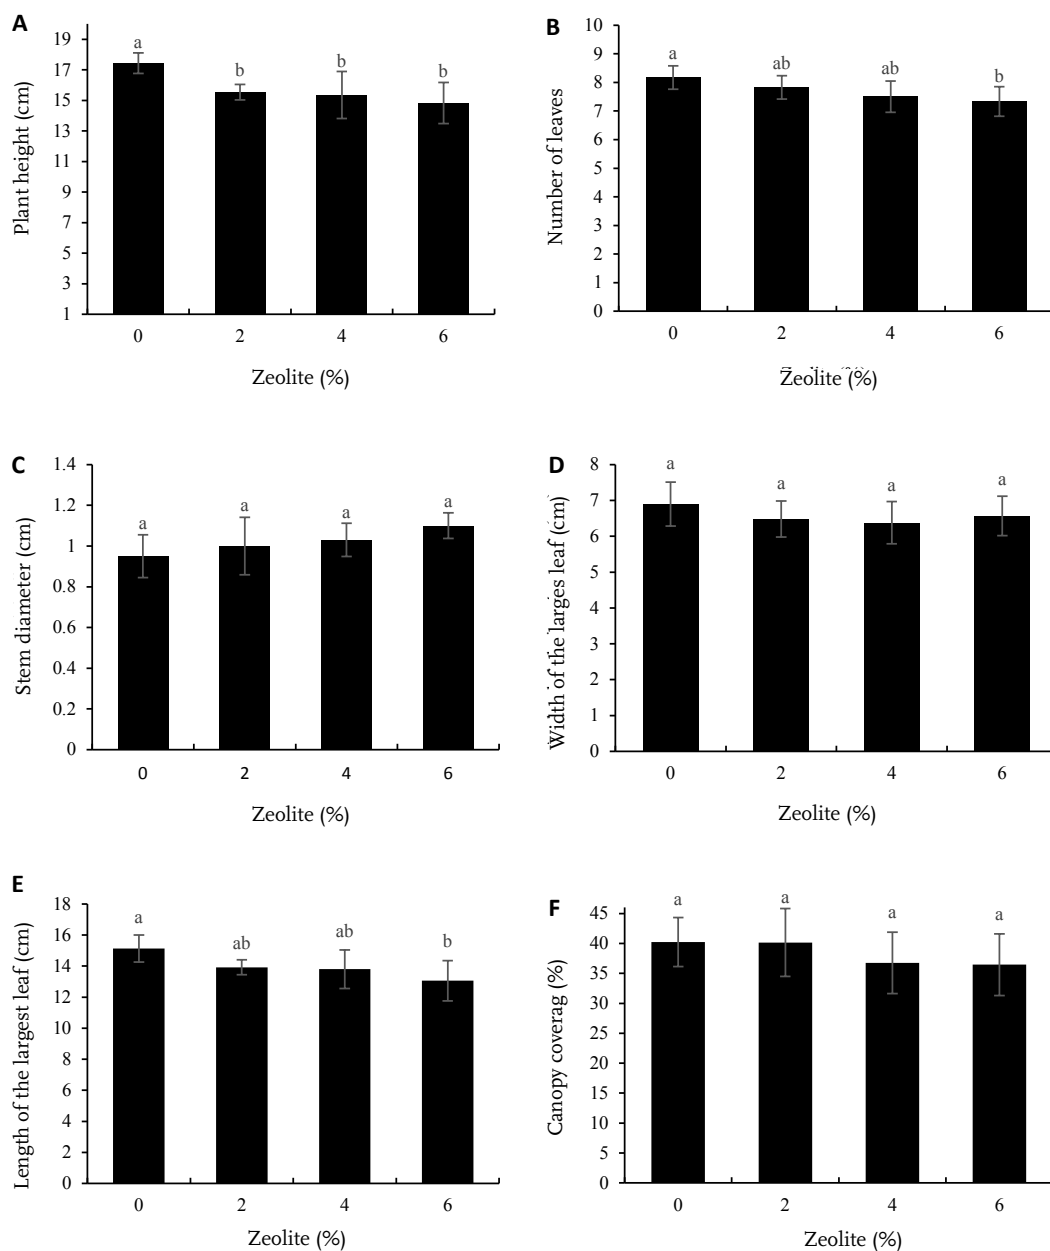 A
Plant height (cm)
19
17
15
13
11
9
7
5
3
1
a
b
b
b
0 2 4 6
Zeolite (%)
B
Number of leaves
10
9
8
7
6
5
4
3
2
1
0
a
ab
ab
b
0 2 4 6
Zeolite (%)
C
Stem diameter (cm)
1.4
1.2
1
0.8
0.6
0.4
0.2
0
a
a
a
a
0 2 4 6
Zeolite (%)
D
Width of the larges leaf (cm)
8
7
6
5
4
3
2
1
0
a
a
a
a
0 2 4 6
Zeolite (%)
E
Length of the largest leaf (cm)
18
16
14
12
10
8
6
4
2
0
a
ab
ab
b
0 2 4 6
Zeolite (%)
F
Canopy coverag (%)
45
40
35
30
25
20
15
10
5
0
a
a
a
a
0 2 4 6
Zeolite (%)